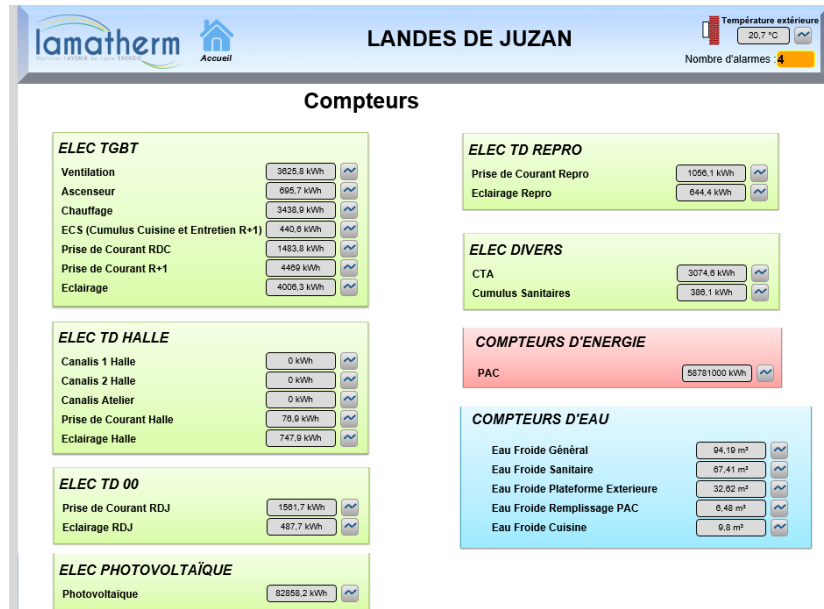 lamatherm
Maîtriser l'AVENIR de votre ENERGIE
Accueil
LANDES DE JUZAN
Température extérieure
20,7 °C
Nombre d'alarmes : 4
Compteurs
ELEC TGBT
Ventilation 3625,8 kWh
Ascenseur 695,7 kWh
Chauffage 3438,9 kWh
ECS (Cumulus Cuisine et Entretien R+1) 440,6 kWh
Prise de Courant RDC 1483,8 kWh
Prise de Courant R+1 4469 kWh
Eclairage 4006,3 kWh
ELEC TD HALLE
Canalis 1 Halle 0 kWh
Canalis 2 Halle 0 kWh
Canalis Atelier 0 kWh
Prise de Courant Halle 76,9 kWh
Eclairage Halle 747,9 kWh
ELEC TD 00
Prise de Courant RDJ 1561,7 kWh
Eclairage RDJ 487,7 kWh
ELEC PHOTOVOLTAÏQUE
Photovoltaïque 82858,2 kWh
ELEC TD REPRO
Prise de Courant Repro 1056,1 kWh
Eclairage Repro 644,4 kWh
ELEC DIVERS
CTA 3074,6 kWh
Cumulus Sanitaires 386,1 kWh
COMPTEURS D'ENERGIE
PAC 58781000 kWh
COMPTEURS D'EAU
Eau Froide Général 94,19 m³
Eau Froide Sanitaire 67,41 m³
Eau Froide Plateforme Exterieure 32,62 m³
Eau Froide Remplissage PAC 6,48 m³
Eau Froide Cuisine 9,8 m³